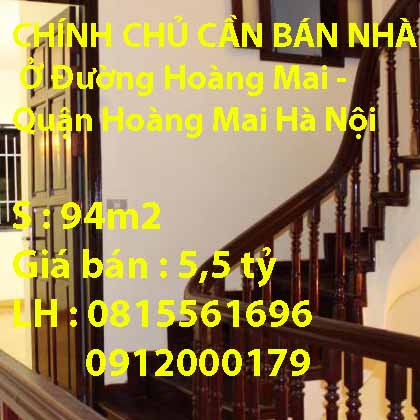 CHÍNH CHỦ CẦN BÁN NHÀ
Ở Đường Hoàng Mai -
Quận Hoàng Mai Hà Nội
S : 94m2
Giá bán : 5,5 tỷ
LH : 0815561696
0912000179